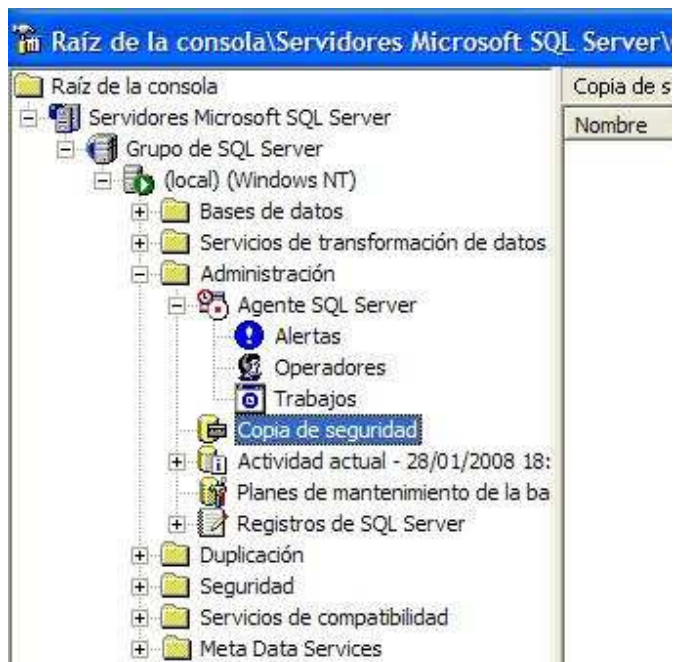 Raíz de la consola\Servidores Microsoft SQL Server\
Raíz de la consola
Servidores Microsoft SQL Server
Grupo de SQL Server
(local) (Windows NT)
Bases de datos
Servicios de transformación de datos
Administración
Agente SQL Server
Alertas
Operadores
Trabajos
Copia de seguridad
Actividad actual - 28/01/2008 18:
Planes de mantenimiento de la ba
Registros de SQL Server
Duplicación
Seguridad
Servicios de compatibilidad
Meta Data Services
Copia de s
Nombre